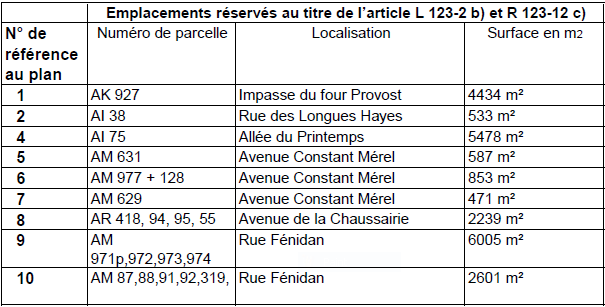 Emplacements réservés au titre de l'article L 123-2 b) et R 123-12 c)
N° de référence au plan Numéro de parcelle Localisation Surface en m2
1 AK 927 Impasse du four Provost 4434 m²
2 AI 38 Rue des Longues Hayes 533 m²
4 AI 75 Allée du Printemps 5478 m²
5 AM 631 Avenue Constant Mérel 587 m²
6 AM 977 + 128 Avenue Constant Mérel 853 m²
7 AM 629 Avenue Constant Mérel 471 m²
8 AR 418, 94, 95, 55 Avenue de la Chaussairie 2239 m²
9 AM 971p,972,973,974 Rue Fénidan 6005 m²
10 AM 87,88,91,92,319, Rue Fénidan 2601 m²